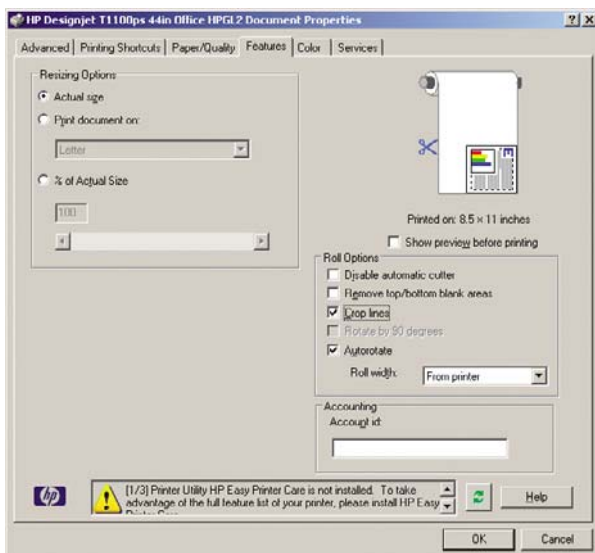 HP Designjet T1100ps 44in Office HPGL2 Document Properties
Advanced
Printing Shortcuts
Paper/Quality
Features
Color
Services
Resizing Options
Actual size
Print document on:
Letter
% of Actual Size
100
Printed on: 8.5 × 11 inches
Show preview before printing
Roll Options
Disable automatic cutter
Remove top/bottom blank areas
Crop lines
Rotate by 90 degrees
Autorotate
Roll width:
From printer
Accounting
Account id:
hp
[1/3] Printer Utility HP Easy Printer Care is not installed. To take
advantage of the full feature list of your printer, please install HP Easy
Help
OK
Cancel